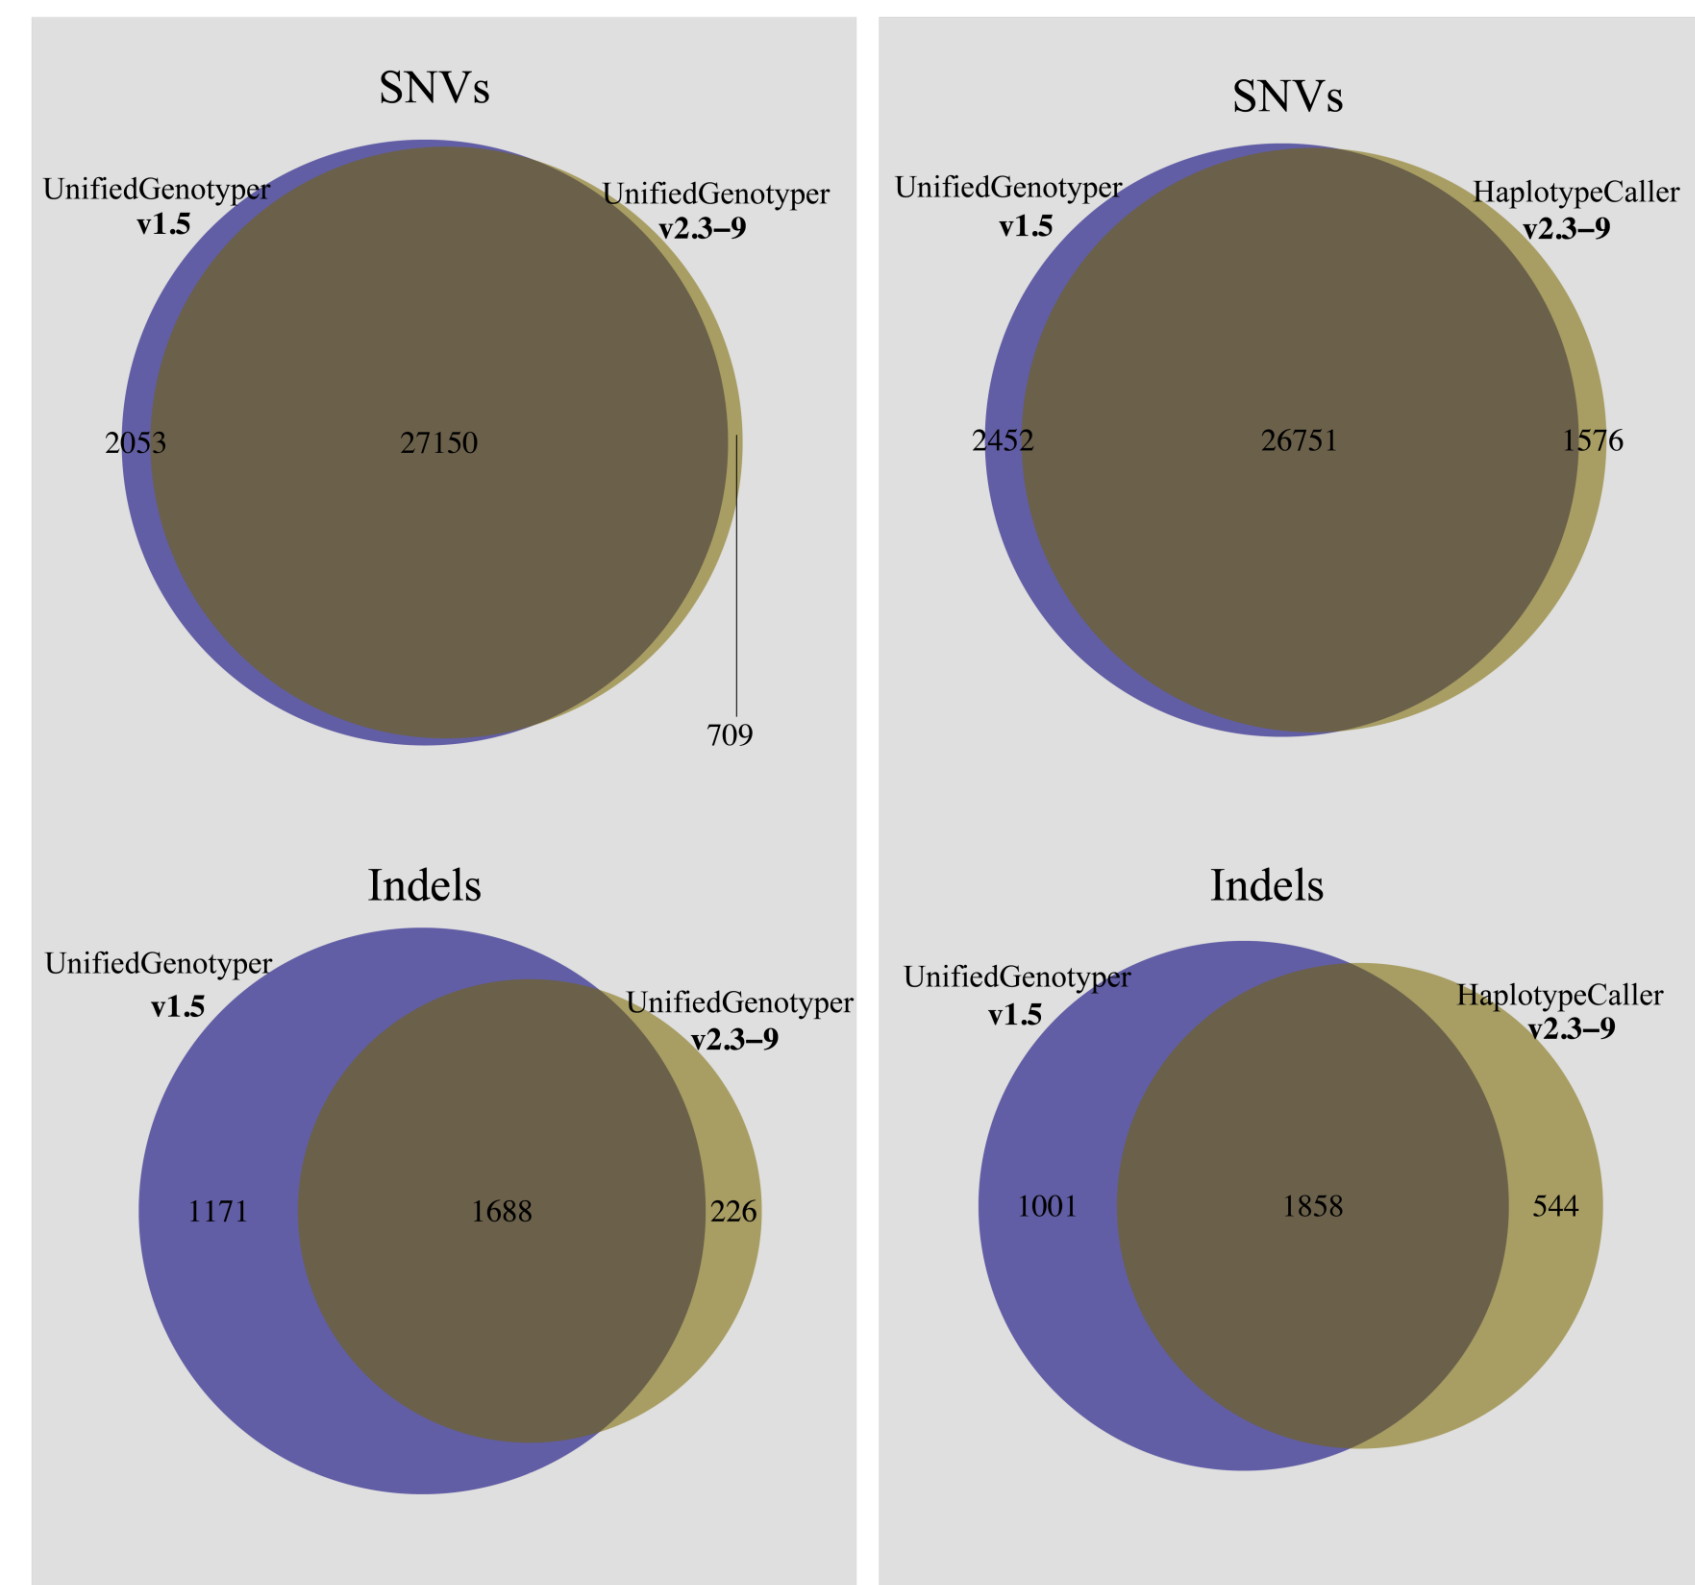 SNVs
UnifiedGenotyper
v1.5
UnifiedGenotyper
v2.3–9
2053
27150
709
SNVs
UnifiedGenotyper
v1.5
HaplotypeCaller
v2.3–9
2452
26751
1576
Indels
UnifiedGenotyper
v1.5
UnifiedGenotyper
v2.3–9
1171
1688
226
Indels
UnifiedGenotyper
v1.5
HaplotypeCaller
v2.3–9
1001
1858
544